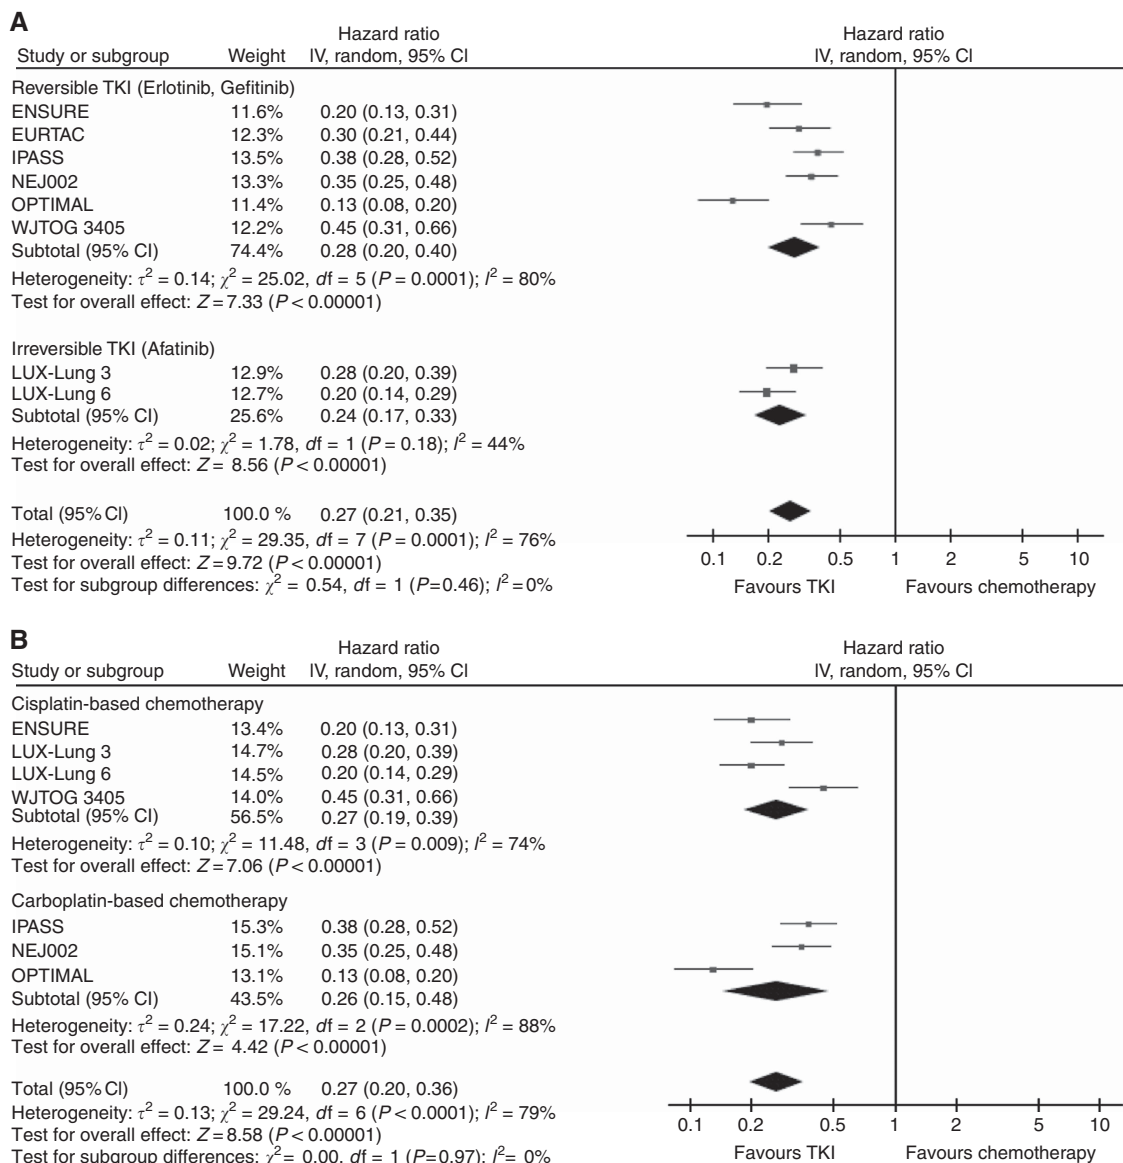 A
Hazard ratio Hazard ratio
Study or subgroup Weight IV, random, 95% CI IV, random, 95% CI
Reversible TKI (Erlotinib, Gefitinib)
ENSURE 11.6% 0.20 (0.13, 0.31)
EURTAC 12.3% 0.30 (0.21, 0.44)
IPASS 13.5% 0.38 (0.28, 0.52)
NEJ002 13.3% 0.35 (0.25, 0.48)
OPTIMAL 11.4% 0.13 (0.08, 0.20)
WJTOG 3405 12.2% 0.45 (0.31, 0.66)
Subtotal (95% CI) 74.4% 0.28 (0.20, 0.40)
Heterogeneity: τ² = 0.14; χ² = 25.02, df = 5 (P = 0.0001); I² = 80%
Test for overall effect: Z = 7.33 (P < 0.00001)
Irreversible TKI (Afatinib)
LUX-Lung 3 12.9% 0.28 (0.20, 0.39)
LUX-Lung 6 12.7% 0.20 (0.14, 0.29)
Subtotal (95% CI) 25.6% 0.24 (0.17, 0.33)
Heterogeneity: τ² = 0.02; χ² = 1.78, df = 1 (P = 0.18); I² = 44%
Test for overall effect: Z = 8.56 (P < 0.00001)
Total (95% CI) 100.0 % 0.27 (0.21, 0.35)
Heterogeneity: τ² = 0.11; χ² = 29.35, df = 7 (P = 0.0001); I² = 76%
Test for overall effect: Z = 9.72 (P < 0.00001)
Test for subgroup differences: χ² = 0.54, df = 1 (P = 0.46); I² = 0%
0.1 0.2 0.5 1 2 5 10
Favours TKI Favours chemotherapy
B
Hazard ratio Hazard ratio
Study or subgroup Weight IV, random, 95% CI IV, random, 95% CI
Cisplatin-based chemotherapy
ENSURE 13.4% 0.20 (0.13, 0.31)
LUX-Lung 3 14.7% 0.28 (0.20, 0.39)
LUX-Lung 6 14.5% 0.20 (0.14, 0.29)
WJTOG 3405 14.0% 0.45 (0.31, 0.66)
Subtotal (95% CI) 56.5% 0.27 (0.19, 0.39)
Heterogeneity: τ² = 0.10; χ² = 11.48, df = 3 (P = 0.009); I² = 74%
Test for overall effect: Z = 7.06 (P < 0.00001)
Carboplatin-based chemotherapy
IPASS 15.3% 0.38 (0.28, 0.52)
NEJ002 15.1% 0.35 (0.25, 0.48)
OPTIMAL 13.1% 0.13 (0.08, 0.20)
Subtotal (95% CI) 43.5% 0.26 (0.15, 0.48)
Heterogeneity: τ² = 0.24; χ² = 17.22, df = 2 (P = 0.0002); I² = 88%
Test for overall effect: Z = 4.42 (P < 0.00001)
Total (95% CI) 100.0 % 0.27 (0.20, 0.36)
Heterogeneity: τ² = 0.13; χ² = 29.24, df = 6 (P < 0.0001); I² = 79%
Test for overall effect: Z = 8.58 (P < 0.00001)
Test for subgroup differences: χ² = 0.00, df = 1 (P = 0.97); I² = 0%
0.1 0.2 0.5 1 2 5 10
Favours TKI Favours chemotherapy